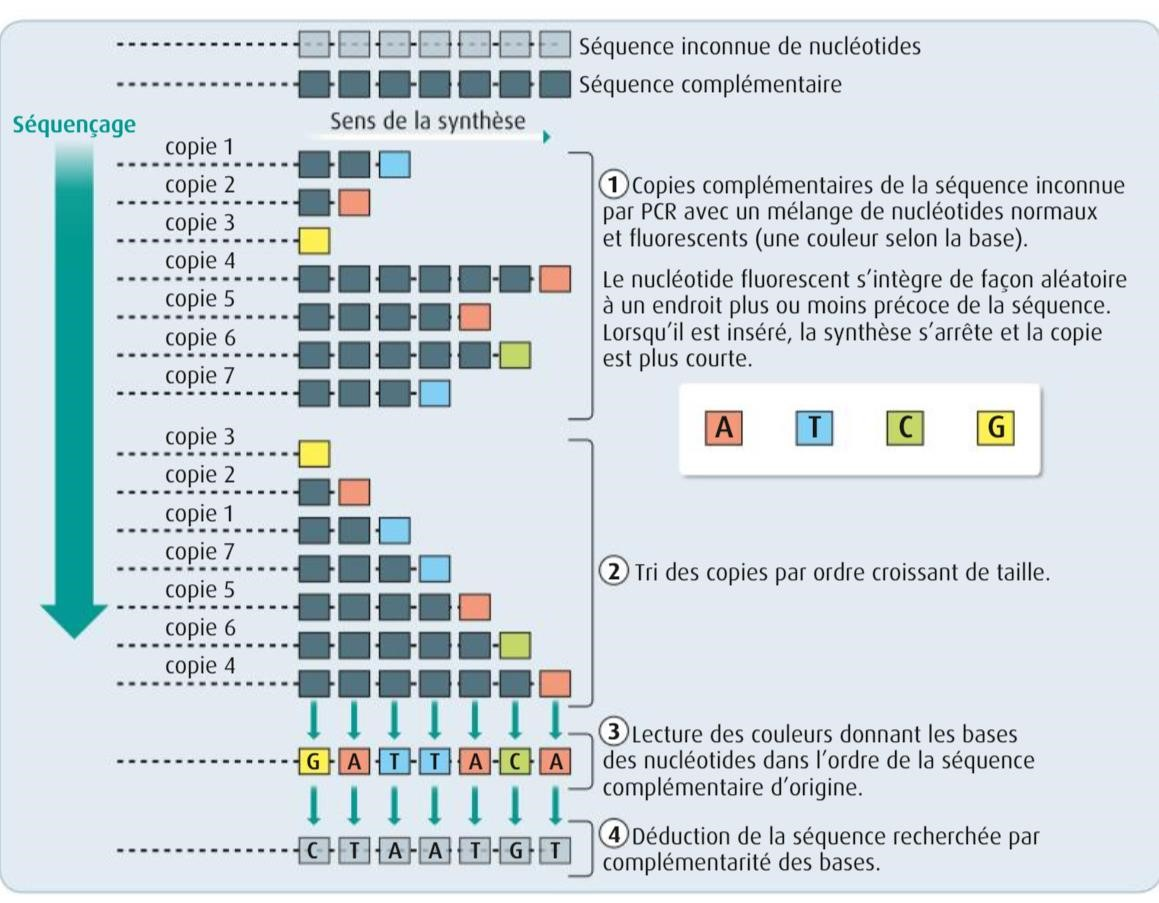 Séquence inconnue de nucléotides
Séquence complémentaire
Séquençage
Sens de la synthèse
copie 1
copie 2
copie 3
copie 4
copie 5
copie 6
copie 7
1 Copies complémentaires de la séquence inconnue
par PCR avec un mélange de nucléotides normaux
et fluorescents (une couleur selon la base).
Le nucléotide fluorescent s'intègre de façon aléatoire
à un endroit plus ou moins précoce de la séquence.
Lorsqu'il est inséré, la synthèse s'arrête et la copie
est plus courte.
A T C G
copie 3
copie 2
copie 1
copie 7
copie 5
copie 6
copie 4
2 Tri des copies par ordre croissant de taille.
G A T T A C A
3 Lecture des couleurs donnant les bases
des nucléotides dans l'ordre de la séquence
complémentaire d'origine.
C T A A T G T
4 Déduction de la séquence recherchée par
complémentarité des bases.